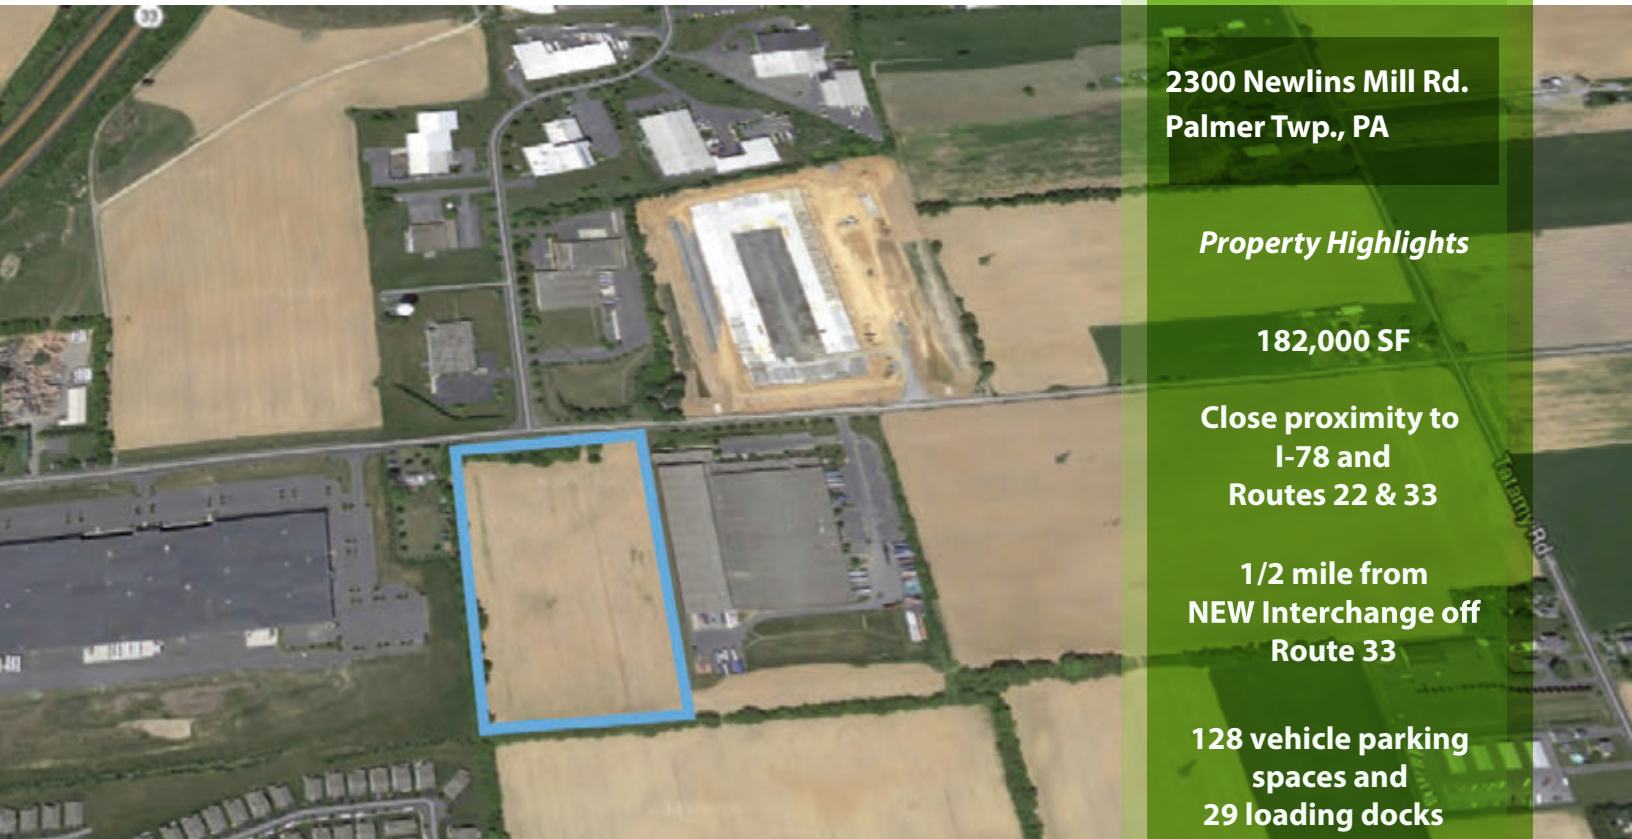 33
2300 Newlins Mill Rd.
Palmer Twp., PA
Property Highlights
182,000 SF
Close proximity to
I-78 and
Routes 22 & 33
1/2 mile from
NEW Interchange off
Route 33
128 vehicle parking
spaces and
29 loading docks
Tatamy Rd